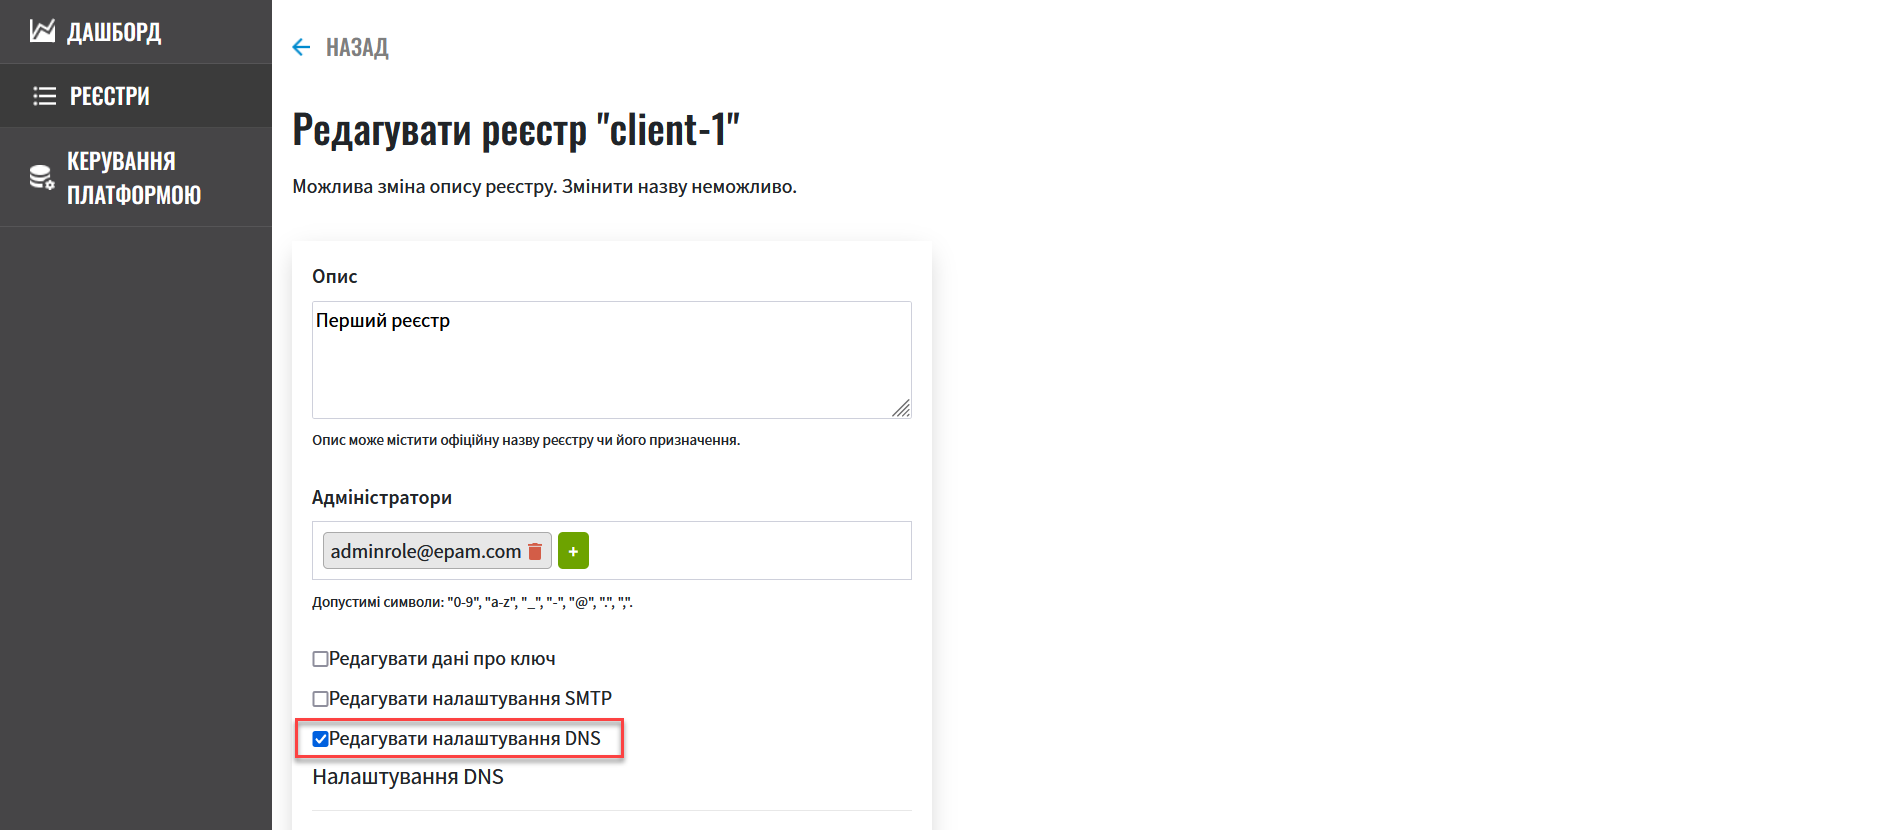 ДАШБОРД
РЕЄСТРИ
КЕРУВАННЯ
ПЛАТФОРМОЮ
НАЗАД
Редагувати реєстр "client-1"
Можлива зміна опису реєстру. Змінити назву неможливо.
Опис
Перший реєстр
Опис може містити офіційну назву реєстру чи його призначення.
Адміністратори
adminrole@epam.com +
Допустимі символи: "0-9", "a-z", "_", "-", "@", ".", ",".
Редагувати дані про ключ
Редагувати налаштування SMTP
Редагувати налаштування DNS
Налаштування DNS